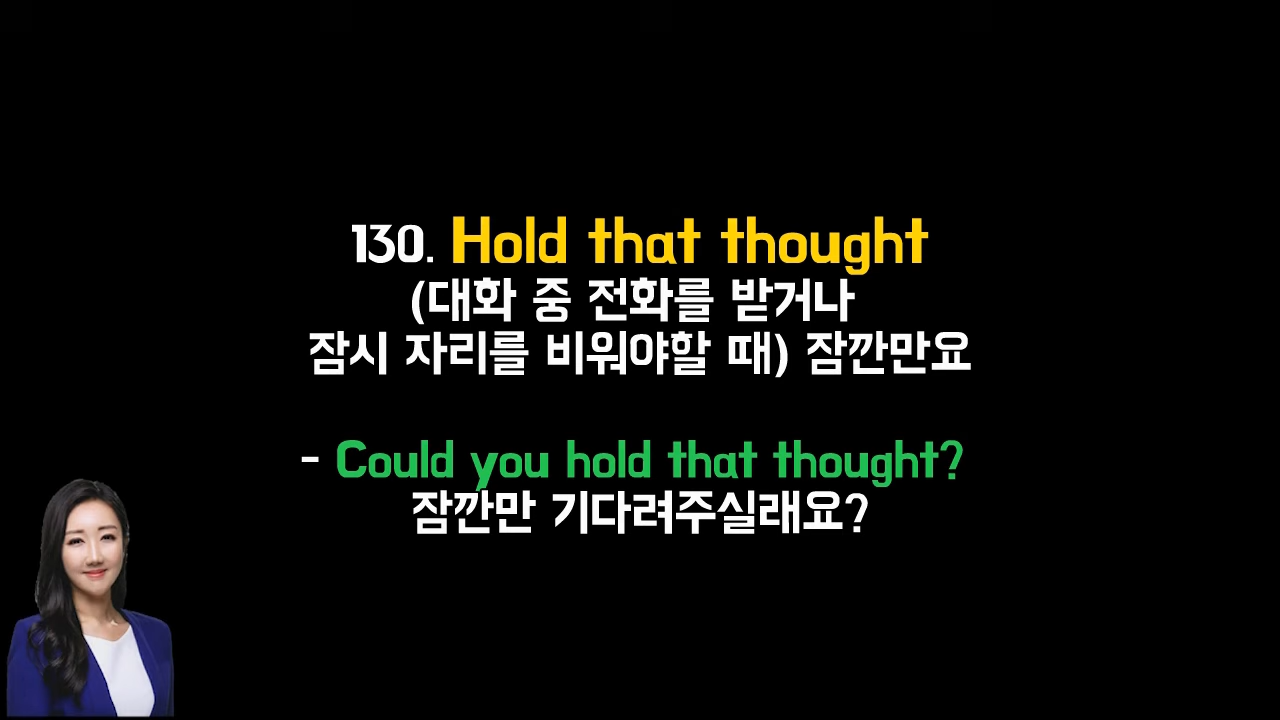 130. Hold that thought
(대화 중 전화를 받거나
잠시 자리를 비워야할 때) 잠깐만요
- Could you hold that thought?
잠깐만 기다려주실래요?